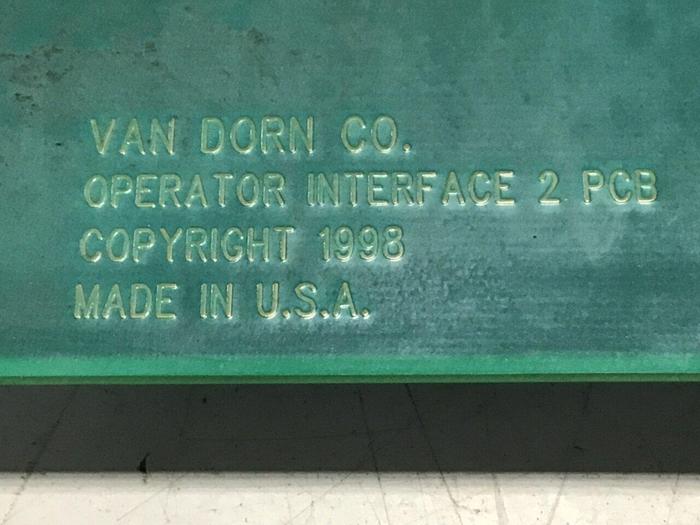 VAN DORN CO.
OPERATOR INTERFACE 2 PCB
COPYRIGHT 1998
MADE IN U.S.A.